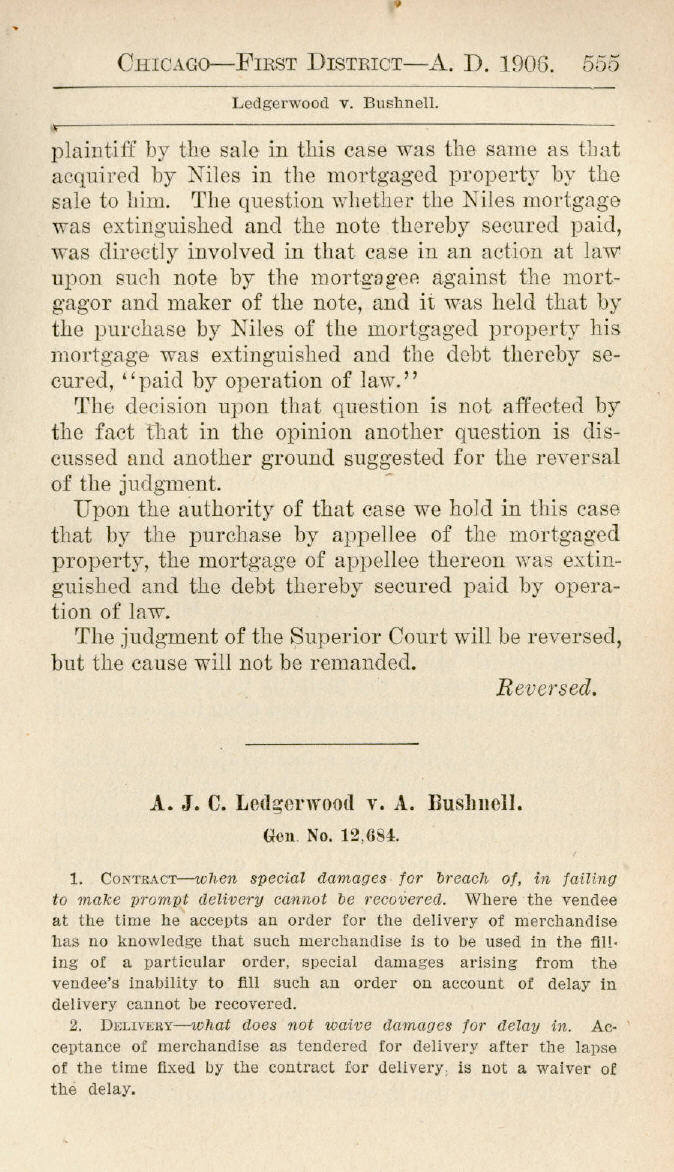 CHICAGO—FIRST DISTRICT—A. D. 1906. 555
Ledgerwood v. Bushnell.
plaintiff by the sale in this case was the same as that
acquired by Niles in the mortgaged property by the
sale to him. The question whether the Niles mortgage
was extinguished and the note thereby secured paid,
was directly involved in that case in an action at law
upon such note by the mortgagee against the mort-
gagor and maker of the note, and it was held that by
the purchase by Niles of the mortgaged property his
mortgage was extinguished and the debt thereby se-
cured, "paid by operation of law."
The decision upon that question is not affected by
the fact that in the opinion another question is dis-
cussed and another ground suggested for the reversal
of the judgment.
Upon the authority of that case we hold in this case
that by the purchase by appellee of the mortgaged
property, the mortgage of appellee thereon was extin-
guished and the debt thereby secured paid by opera-
tion of law.
The judgment of the Superior Court will be reversed,
but the cause will not be remanded.
Reversed.
A. J. C. Ledgerwood v. A. Bushnell.
Gen. No. 12,684.
1. CONTRACT—when special damages for breach of, in failing
to make prompt delivery cannot be recovered. Where the vendee
at the time he accepts an order for the delivery of merchandise
has no knowledge that such merchandise is to be used in the fill-
ing of a particular order, special damages arising from the
vendee's inability to fill such an order on account of delay in
delivery cannot be recovered.
2. DELIVERY—what does not waive damages for delay in. Ac-
ceptance of merchandise as tendered for delivery after the lapse
of the time fixed by the contract for delivery, is not a waiver of
the delay.